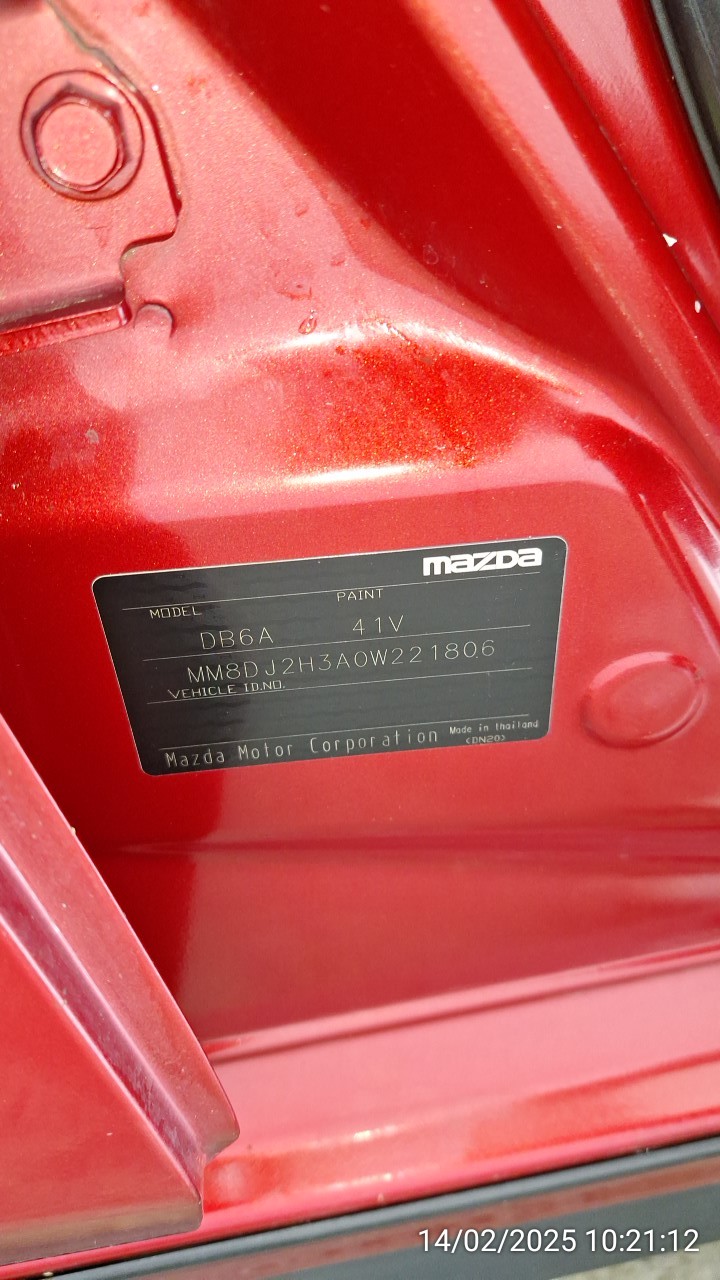 mazda
MODEL PAINT
DB6A 41V
MM8DJ2H3A0W221806
VEHICLE ID.NO.
Mazda Motor Corporation Made in thailand
<DN20>
14/02/2025 10:21:12